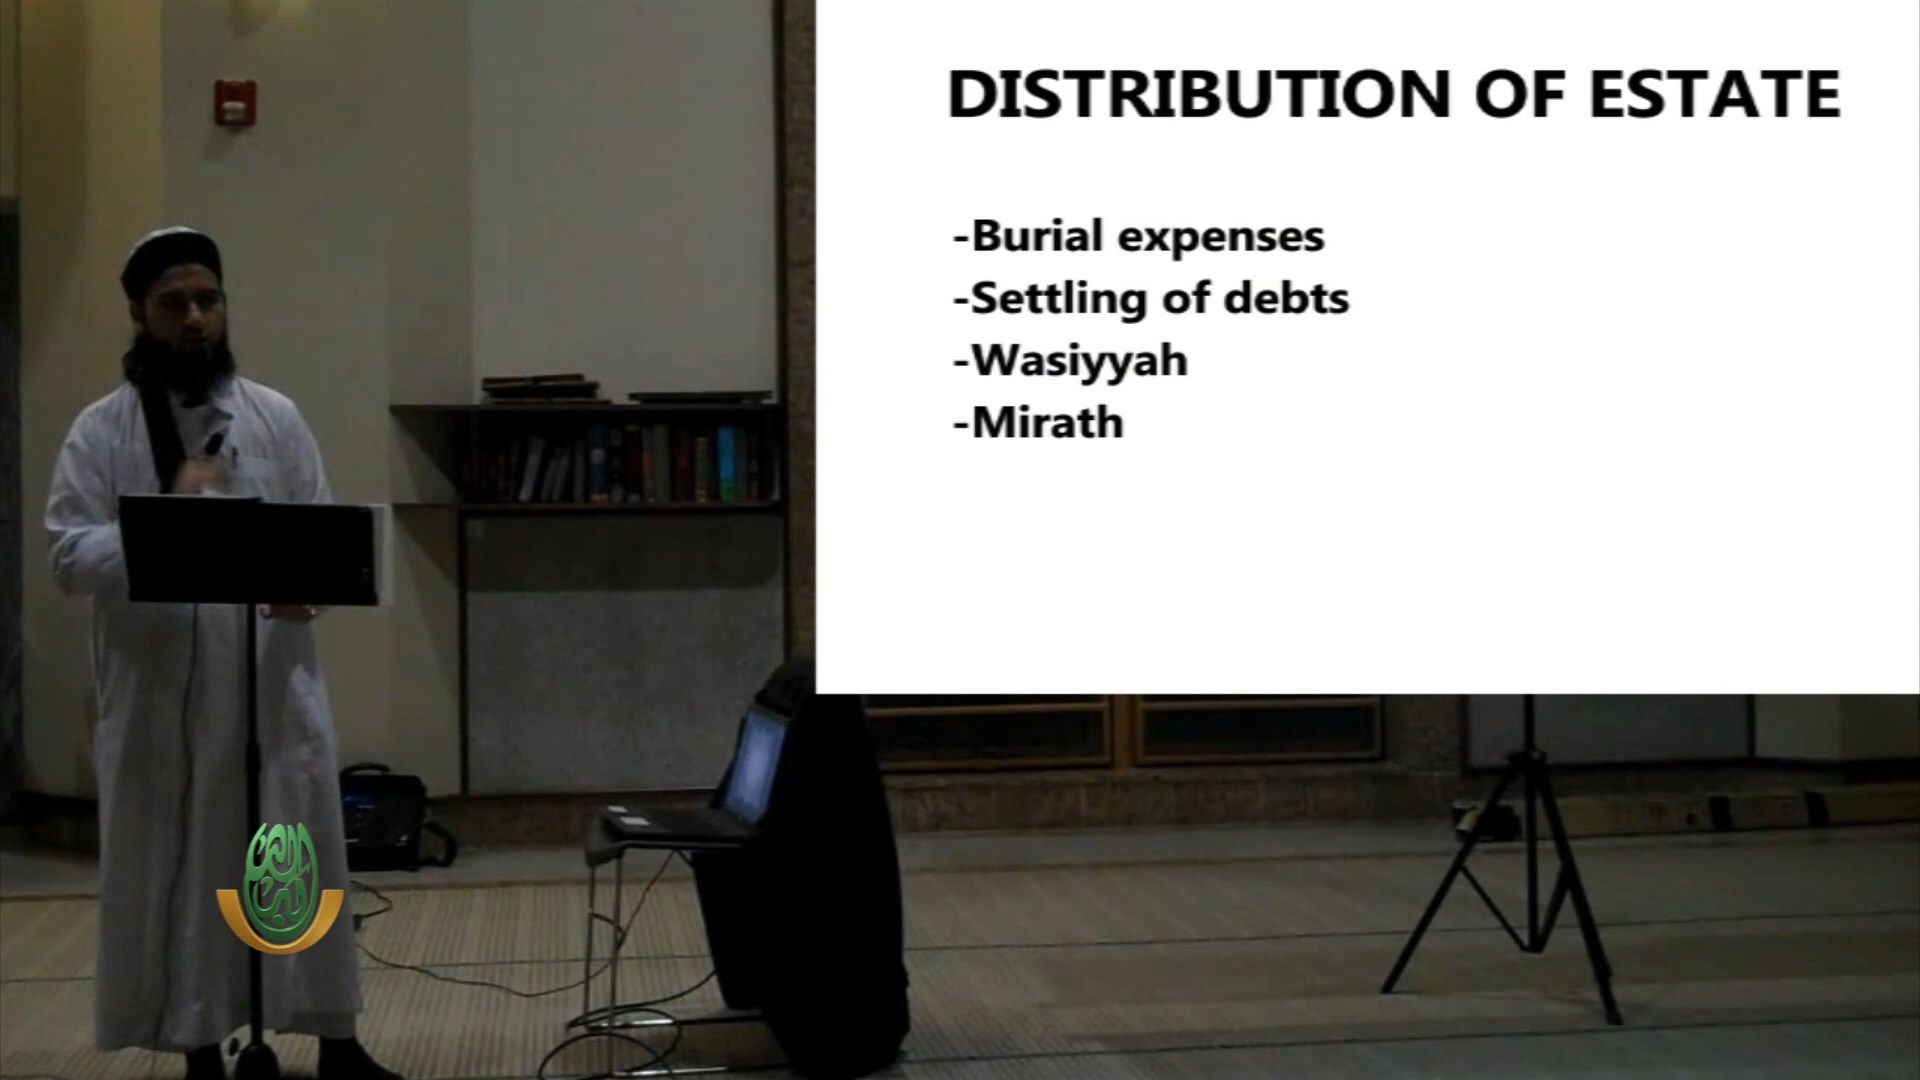 DISTRIBUTION OF ESTATE
-Burial expenses
-Settling of debts
-Wasiyyah
-Mirath